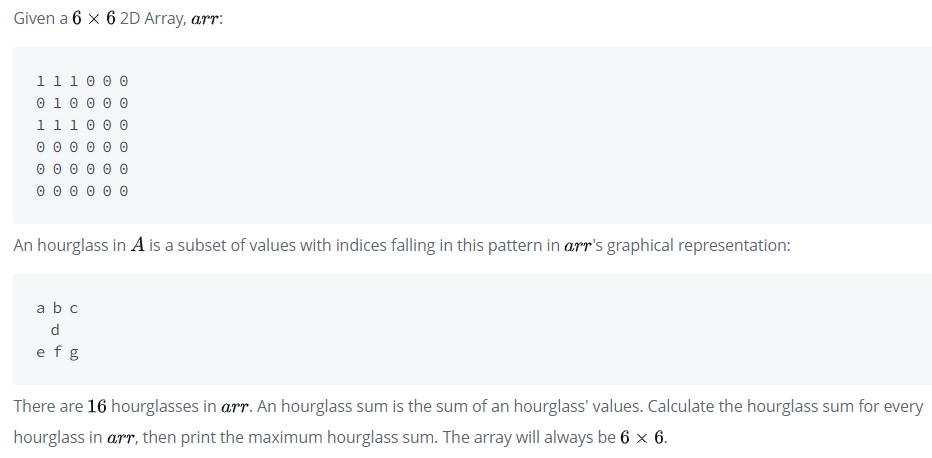 Given a 6 × 6 2D Array, arr:
1 1 1 0 0 0
0 1 0 0 0 0
1 1 1 0 0 0
0 0 0 0 0 0
0 0 0 0 0 0
0 0 0 0 0 0
An hourglass in A is a subset of values with indices falling in this pattern in arr's graphical representation:
a b c
d
e f g
There are 16 hourglasses in arr. An hourglass sum is the sum of an hourglass' values. Calculate the hourglass sum for every
hourglass in arr, then print the maximum hourglass sum. The array will always be 6 × 6.